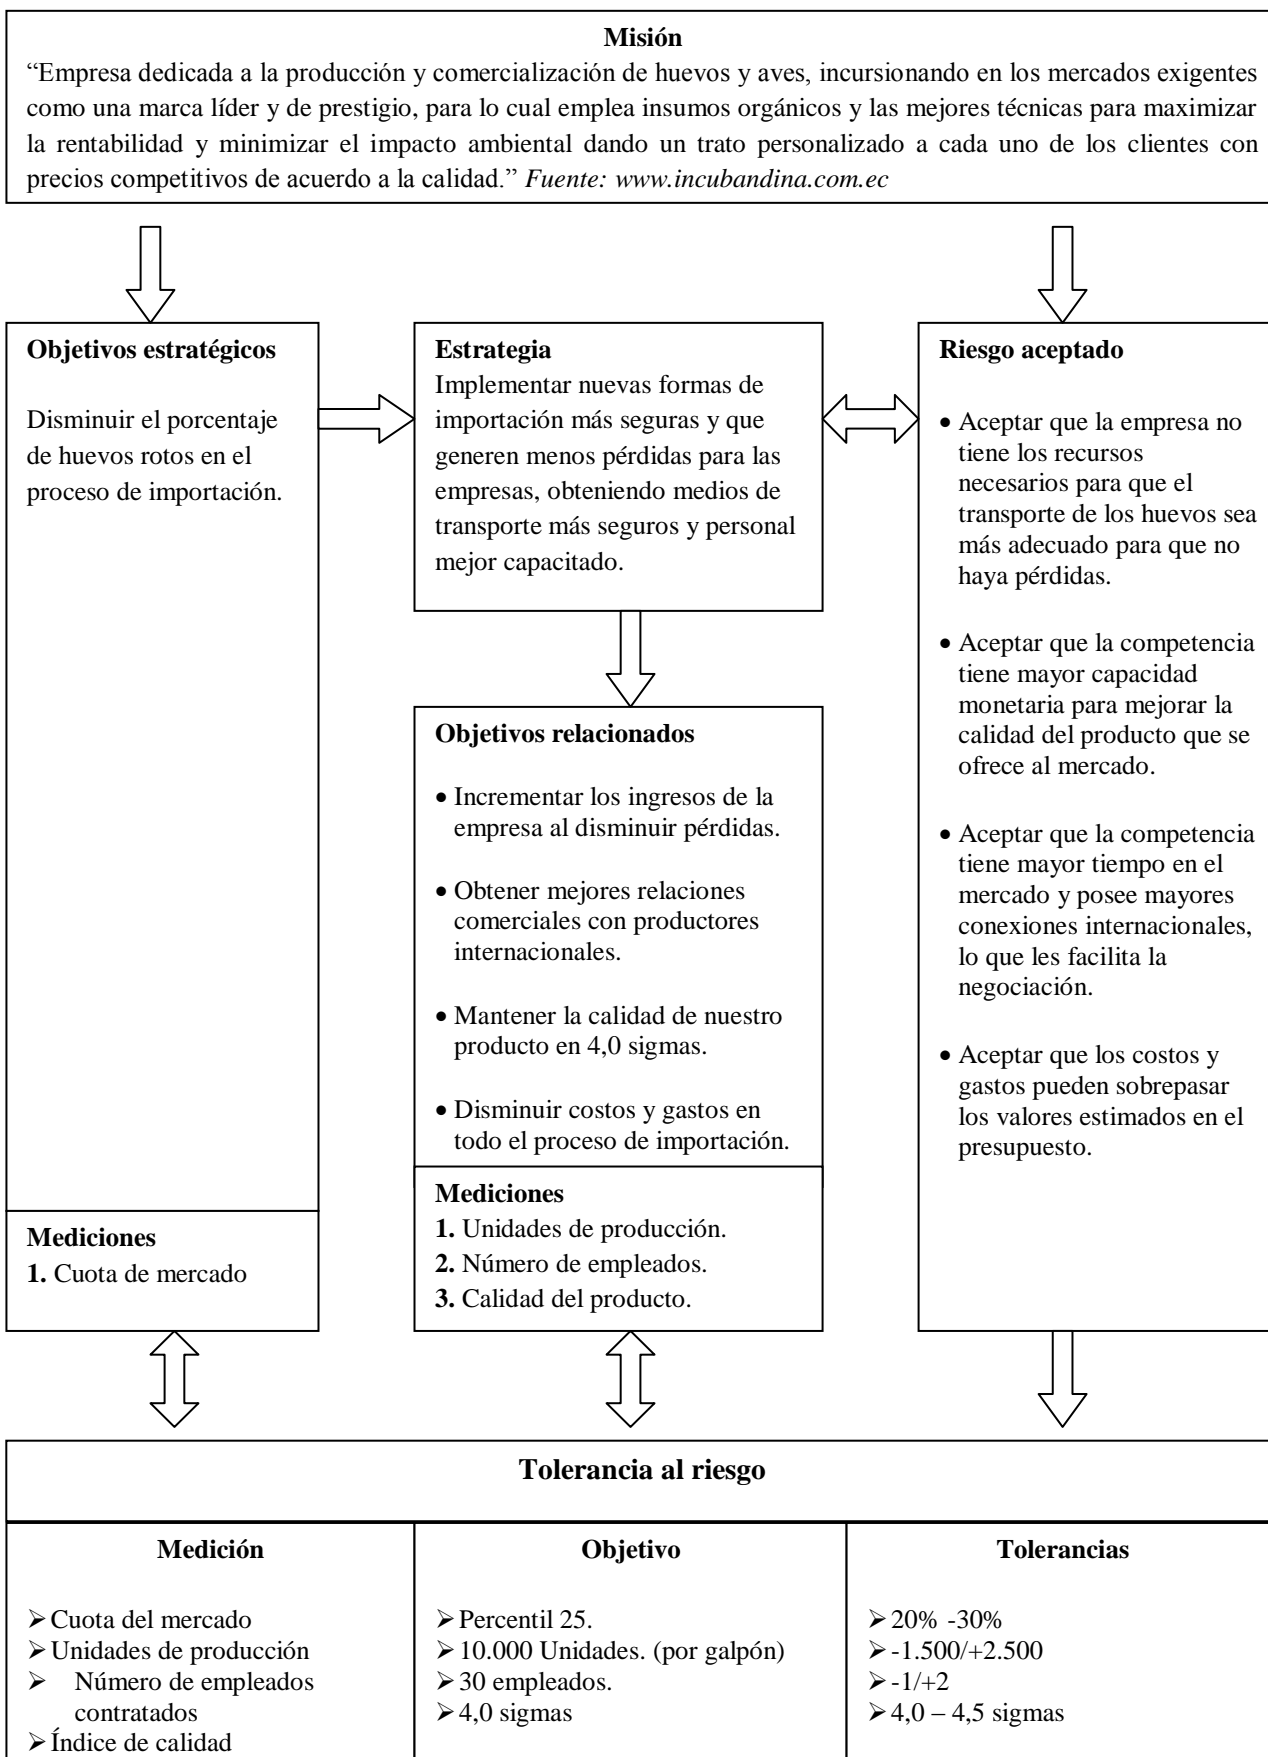 Misión
“Empresa dedicada a la producción y comercialización de huevos y aves, incursionando en los mercados exigentes
como una marca líder y de prestigio, para lo cual emplea insumos orgánicos y las mejores técnicas para maximizar
la rentabilidad y minimizar el impacto ambiental dando un trato personalizado a cada uno de los clientes con
precios competitivos de acuerdo a la calidad.” Fuente: www.incubandina.com.ec
Objetivos estratégicos
Disminuir el porcentaje
de huevos rotos en el
proceso de importación.
Mediciones
1. Cuota de mercado
Estrategia
Implementar nuevas formas de
importación más seguras y que
generen menos pérdidas para las
empresas, obteniendo medios de
transporte más seguros y personal
mejor capacitado.
Objetivos relacionados
• Incrementar los ingresos de la
empresa al disminuir pérdidas.
• Obtener mejores relaciones
comerciales con productores
internacionales.
• Mantener la calidad de nuestro
producto en 4,0 sigmas.
• Disminuir costos y gastos en
todo el proceso de importación.
Mediciones
1. Unidades de producción.
2. Número de empleados.
3. Calidad del producto.
Riesgo aceptado
• Aceptar que la empresa no
tiene los recursos
necesarios para que el
transporte de los huevos sea
más adecuado para que no
haya pérdidas.
• Aceptar que la competencia
tiene mayor capacidad
monetaria para mejorar la
calidad del producto que se
ofrece al mercado.
• Aceptar que la competencia
tiene mayor tiempo en el
mercado y posee mayores
conexiones internacionales,
lo que les facilita la
negociación.
• Aceptar que los costos y
gastos pueden sobrepasar
los valores estimados en el
presupuesto.
Tolerancia al riesgo
Medición
➢ Cuota del mercado
➢ Unidades de producción
➢ Número de empleados
contratados
➢ Índice de calidad
Objetivo
➢ Percentil 25.
➢ 10.000 Unidades. (por galpón)
➢ 30 empleados.
➢ 4,0 sigmas
Tolerancias
➢ 20% -30%
➢ -1.500/+2.500
➢ -1/+2
➢ 4,0 – 4,5 sigmas